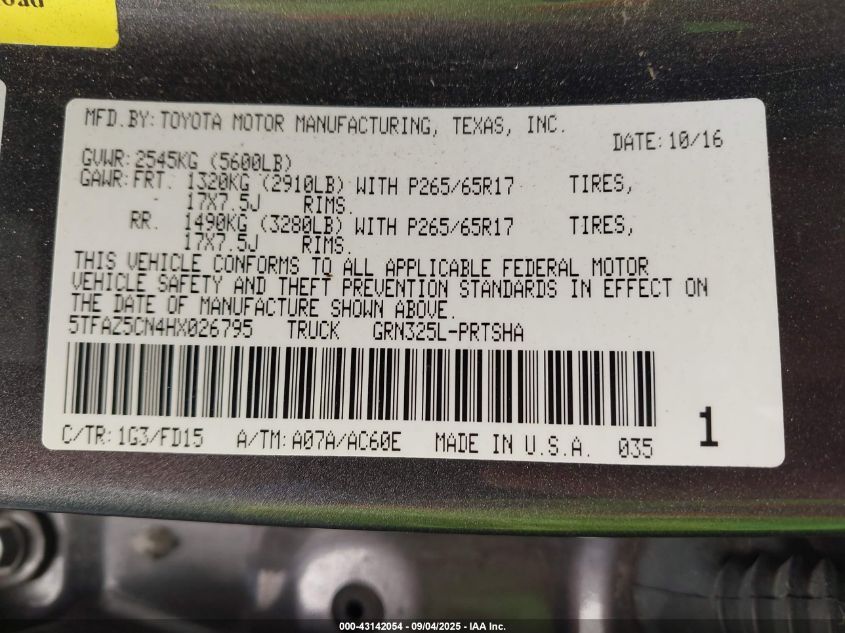 MFD.BY: TOYOTA MOTOR MANUFACTURING, TEXAS, INC.
DATE: 10/16
GVWR: 2545KG (5600LB)
GAWR: FRT. 1320KG (2910LB) WITH P265/65R17 TIRES,
17X7.5J RIMS.
RR. 1490KG (3280LB) WITH P265/65R17 TIRES,
17X7.5J RIMS.
THIS VEHICLE CONFORMS TO ALL APPLICABLE FEDERAL MOTOR
VEHICLE SAFETY AND THEFT PREVENTION STANDARDS IN EFFECT ON
THE DATE OF MANUFACTURE SHOWN ABOVE.
5TFAZ5CN4HX026795 TRUCK GRN325L-PRTSHA
1
C/TR: 1G3/FD15 A/TM: A07A/AC60E MADE IN U.S.A. 035
000-43142054 - 09/04/2025 - IAA Inc.